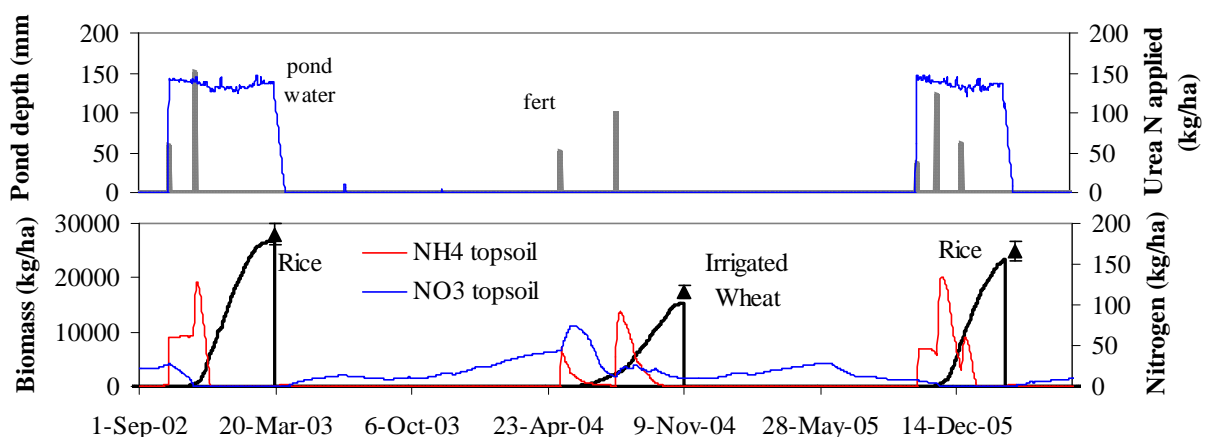 Pond depth (mm
200
150
100
50
0
pond
water
fert
200
150
100
50
0
Urea N applied
(kg/ha)
Biomass (kg/ha)
30000
20000
10000
0
Rice
NH4 topsoil
NO3 topsoil
Irrigated
Wheat
Rice
200
150
100
50
0
Nitrogen (kg/ha)
1-Sep-02 20-Mar-03 6-Oct-03 23-Apr-04 9-Nov-04 28-May-05 14-Dec-05